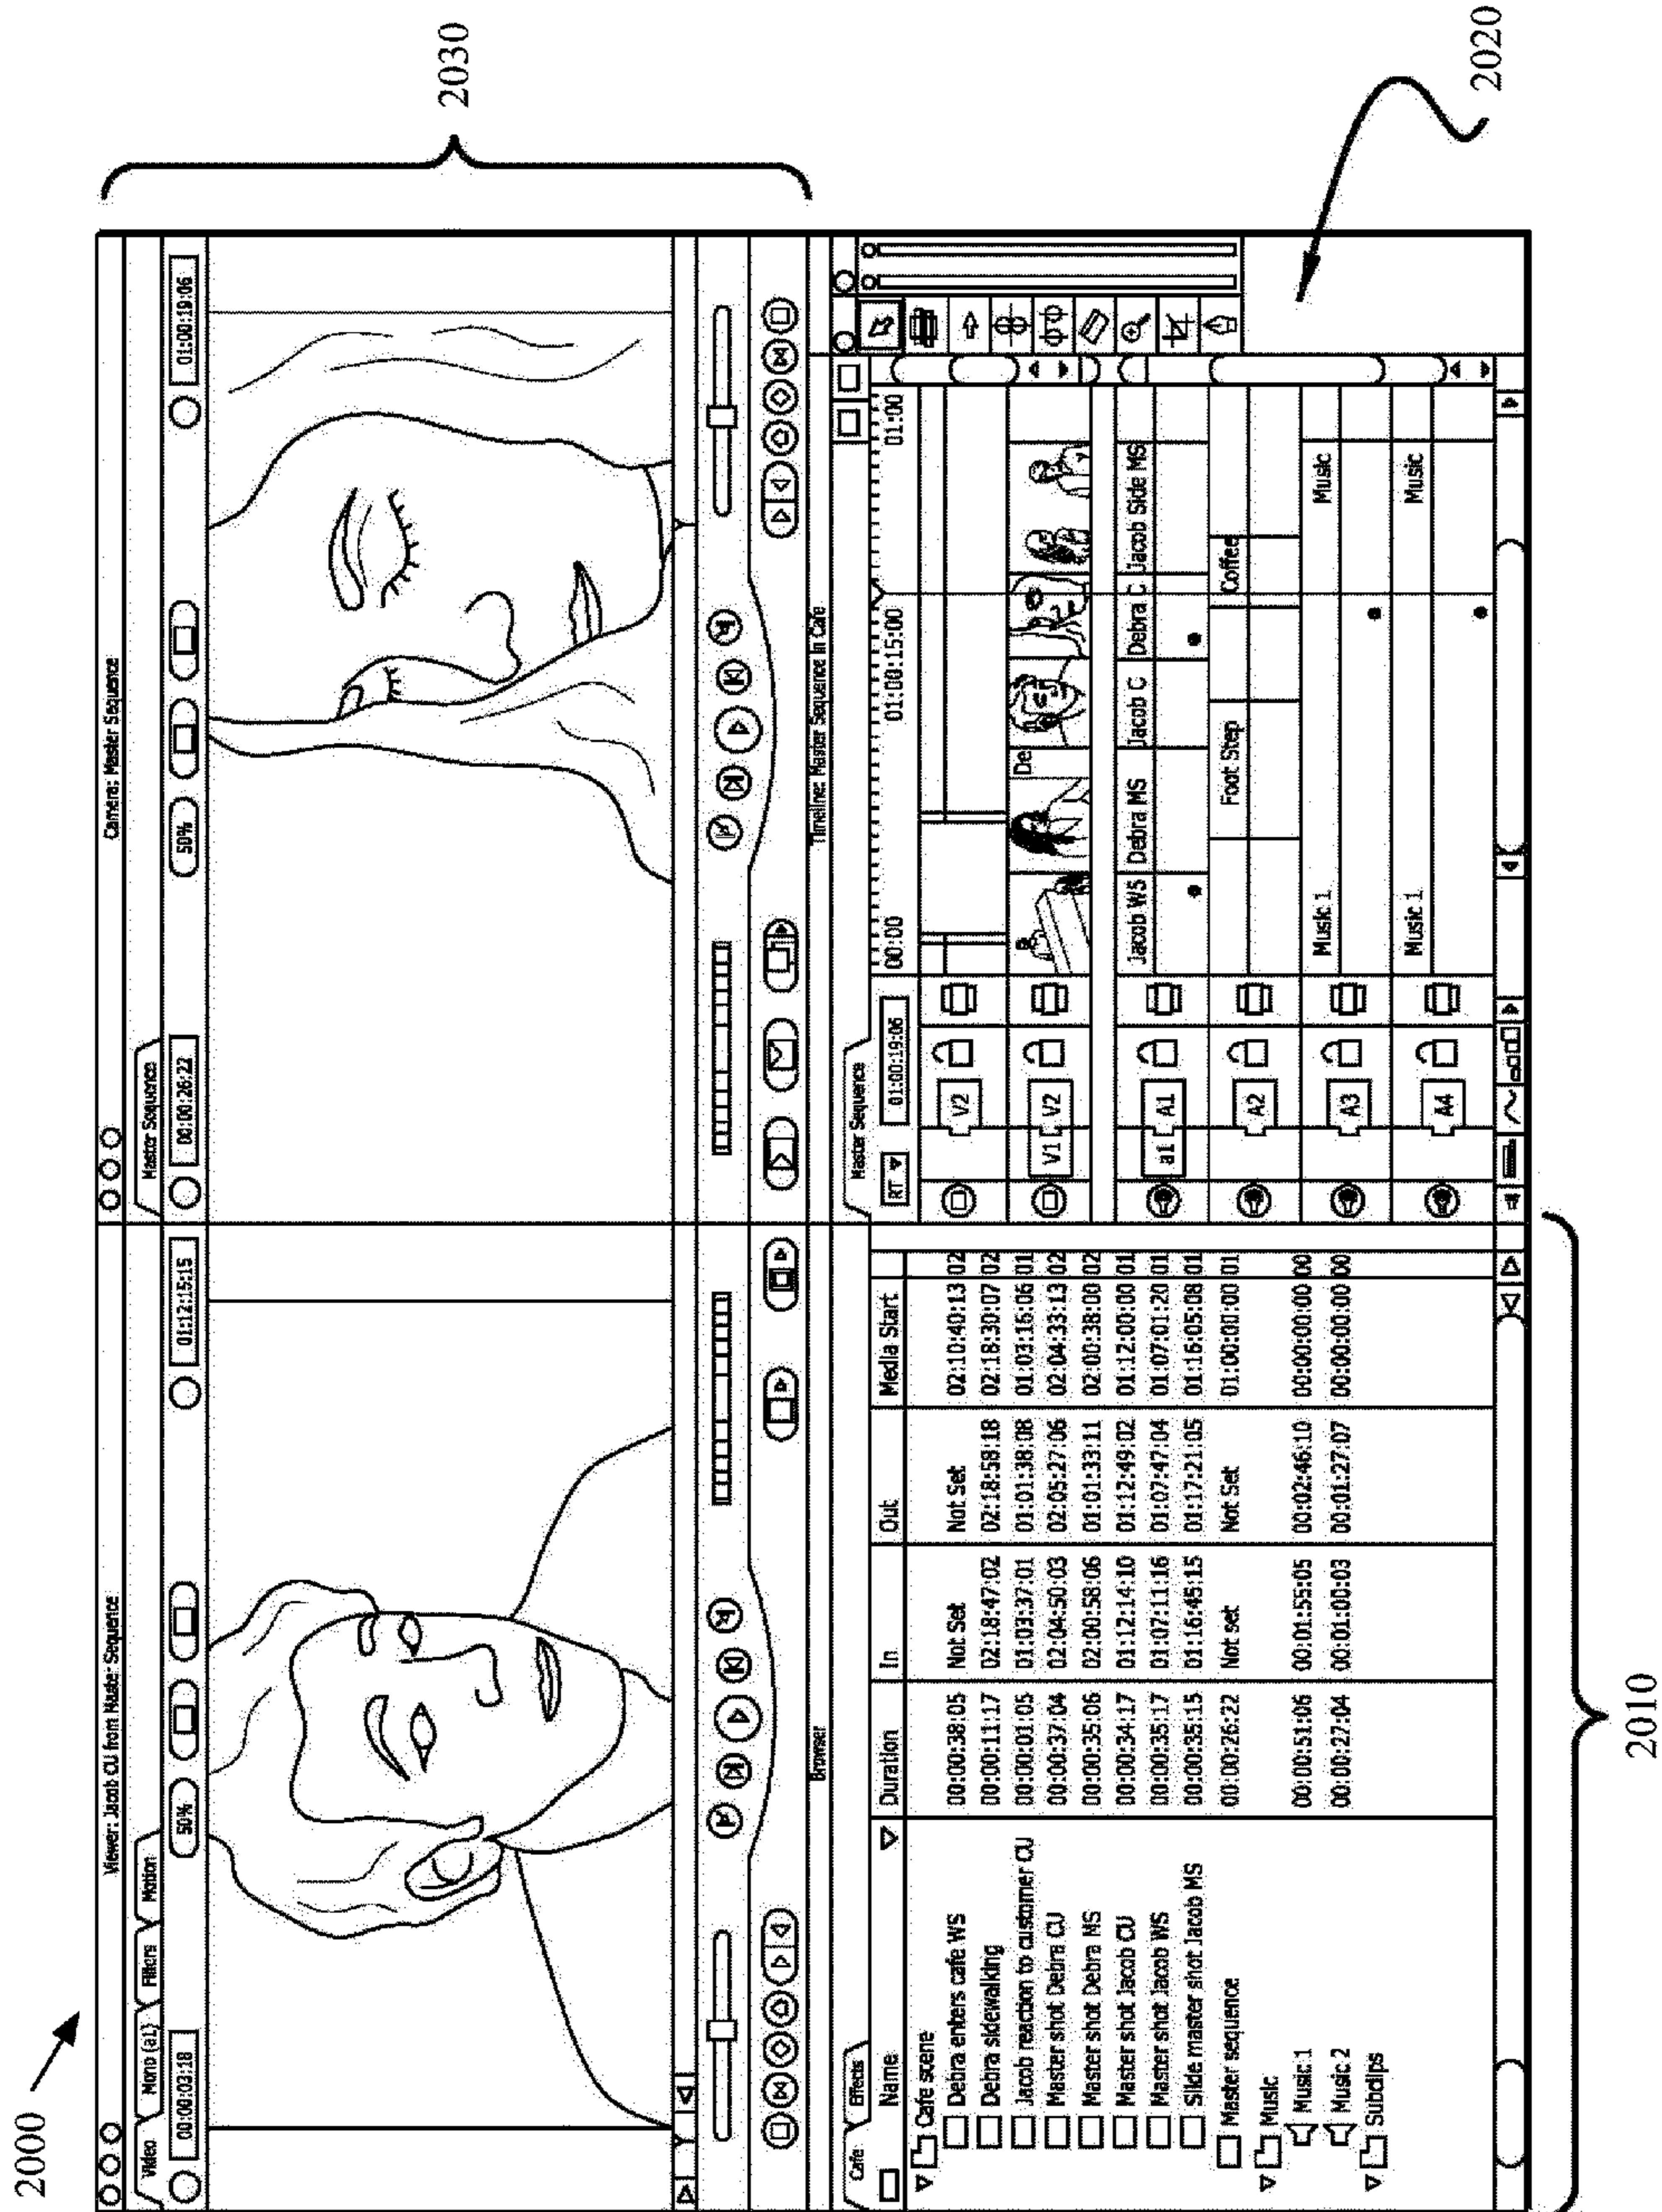 2000
Viewer: Jacob CU from Master Sequence
Video Mono (a1) Filters Motion
00:00:03:18 50% 01:12:15:15
Camera: Master Sequence
Master Sequence
00:00:26:22 50% 01:00:19:06
2030
Browser
Cafe Effects
Name Duration In Out Media Start
Cafe scene
Debra enters cafe WS 00:00:38:05 Not Set Not Set 02:10:40:13 02
Debra sidewalking 00:00:11:17 02:18:47:02 02:18:58:18 02:18:30:07 02
Jacob reaction to customer CU 00:00:01:05 01:03:37:01 01:01:38:08 01:03:16:06 01
Master shot Debra CU 00:00:37:04 02:04:50:03 02:05:27:06 02:04:33:13 02
Master shot Debra MS 00:00:35:06 02:00:58:06 01:01:33:11 02:00:38:00 02
Master shot Jacob CU 00:00:34:17 01:12:14:10 01:12:49:02 01:12:00:00 01
Master shot Jacob WS 00:00:35:17 01:07:11:16 01:07:47:04 01:07:01:20 01
Slide master shot Jacob MS 00:00:35:15 01:16:45:15 01:17:21:05 01:16:05:08 01
Master sequence 00:00:26:22 Not set Not Set 01:00:00:00 01
Music
Music 1 00:00:51:06 00:01:55:05 00:02:46:10 00:00:00:00 00
Music 2 00:00:27:04 00:01:00:03 00:01:27:07 00:00:00:00 00
Subclips
2010
Timeline: Master Sequence in Cafe
Master Sequence
RT 01:00:19:06 00:00 01:00:15:00 01:00
V2
V1 V2 De
a1 A1 Jacob WS Debra MS Jacob C Debra C Jacob Side MS
A2 Foot Step Coffee
A3 Music 1 Music
A4 Music 1 Music
2020